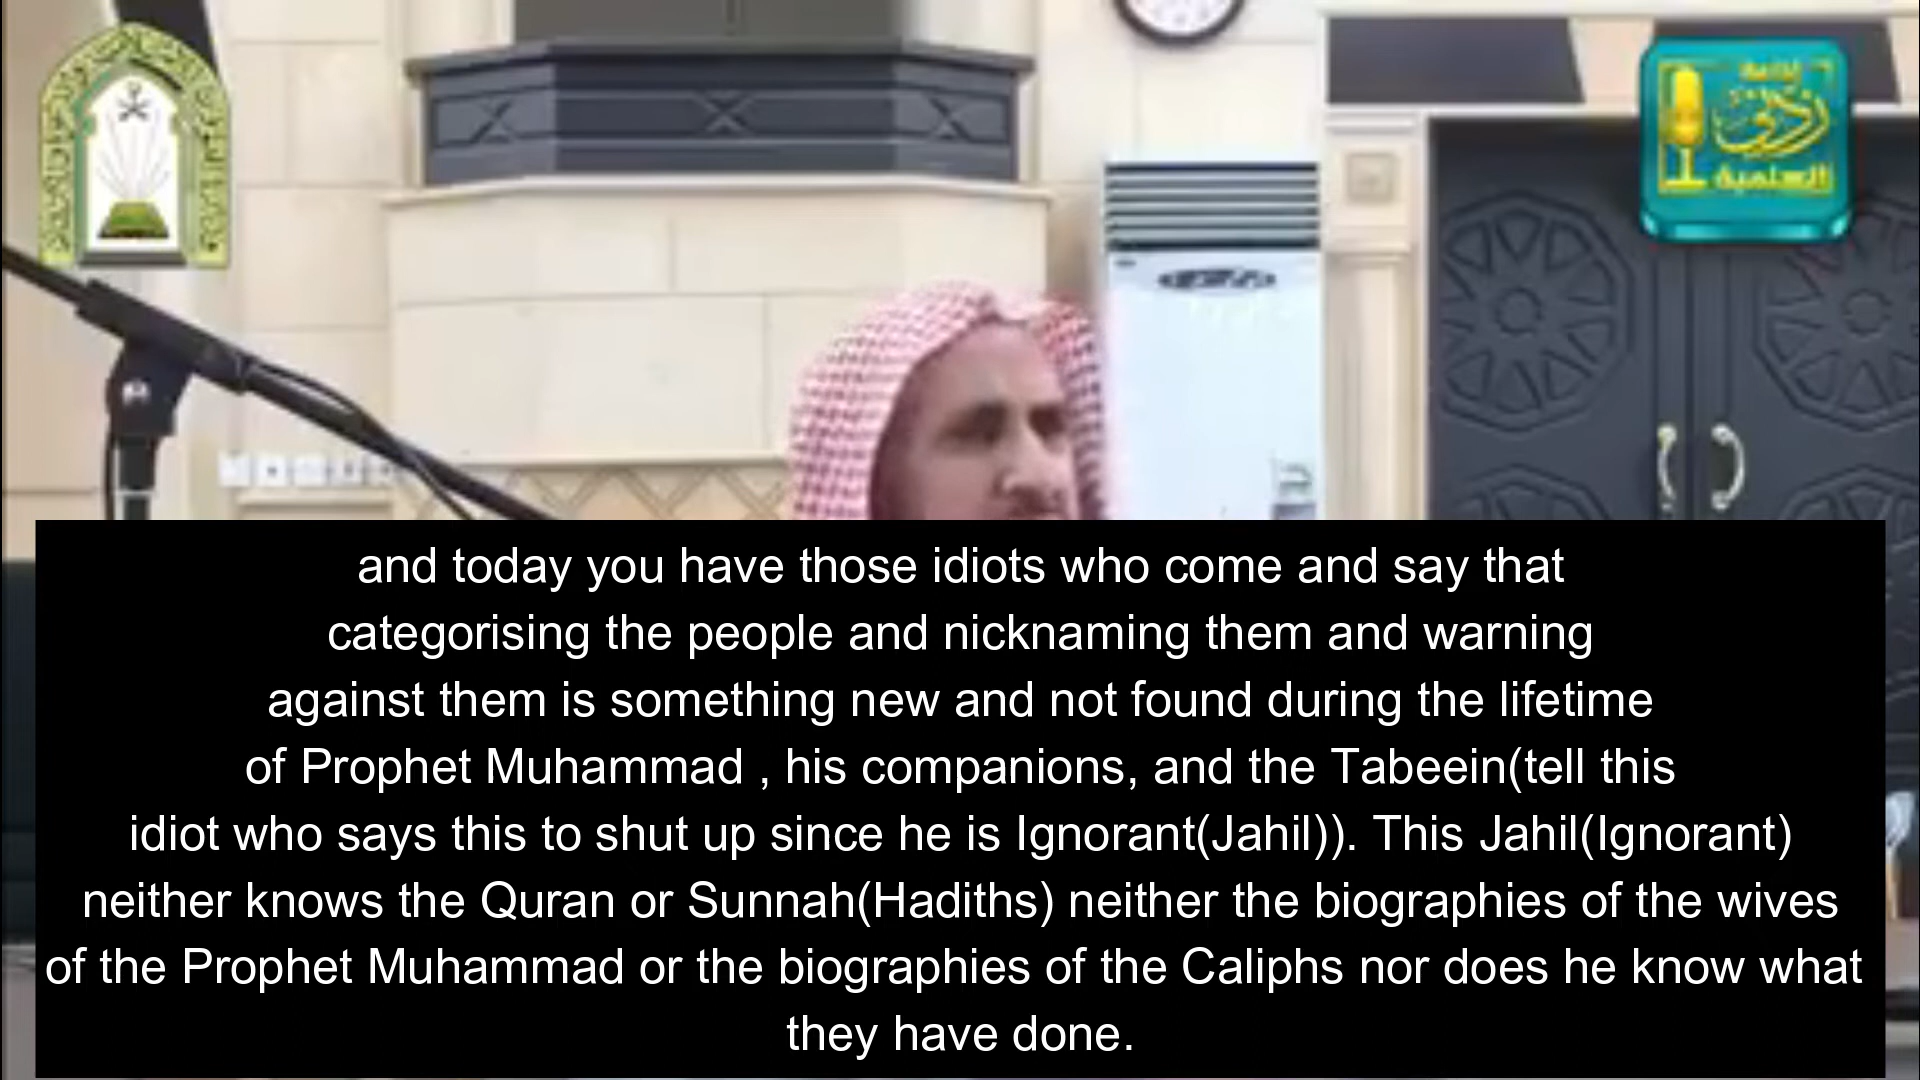 إذاعة
العلمية
and today you have those idiots who come and say that
categorising the people and nicknaming them and warning
against them is something new and not found during the lifetime
of Prophet Muhammad , his companions, and the Tabeein(tell this
idiot who says this to shut up since he is Ignorant(Jahil)). This Jahil(Ignorant)
neither knows the Quran or Sunnah(Hadiths) neither the biographies of the wives
of the Prophet Muhammad or the biographies of the Caliphs nor does he know what
they have done.